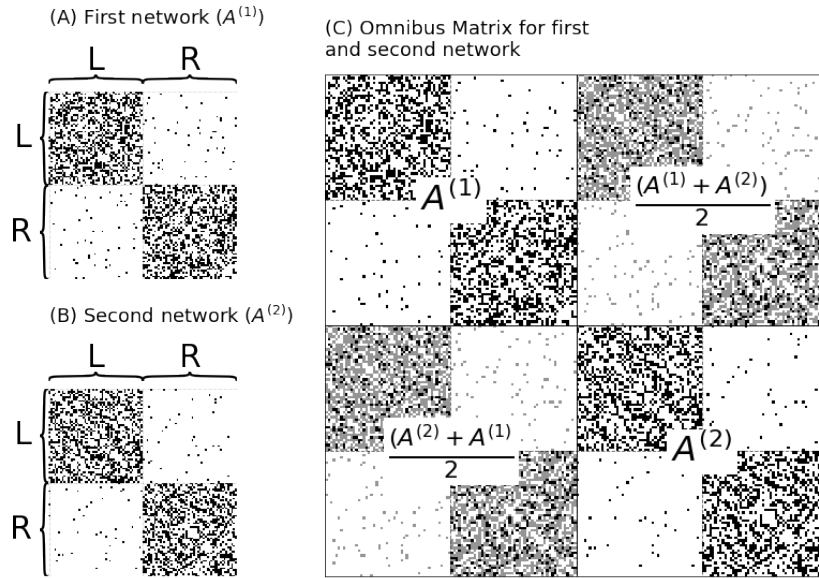 (A) First network (A⁽¹⁾)
L R
L
R
(B) Second network (A⁽²⁾)
L R
L
R
(C) Omnibus Matrix for first
and second network
A⁽¹⁾
(A⁽¹⁾ + A⁽²⁾)
2
(A⁽²⁾ + A⁽¹⁾)
2
A⁽²⁾